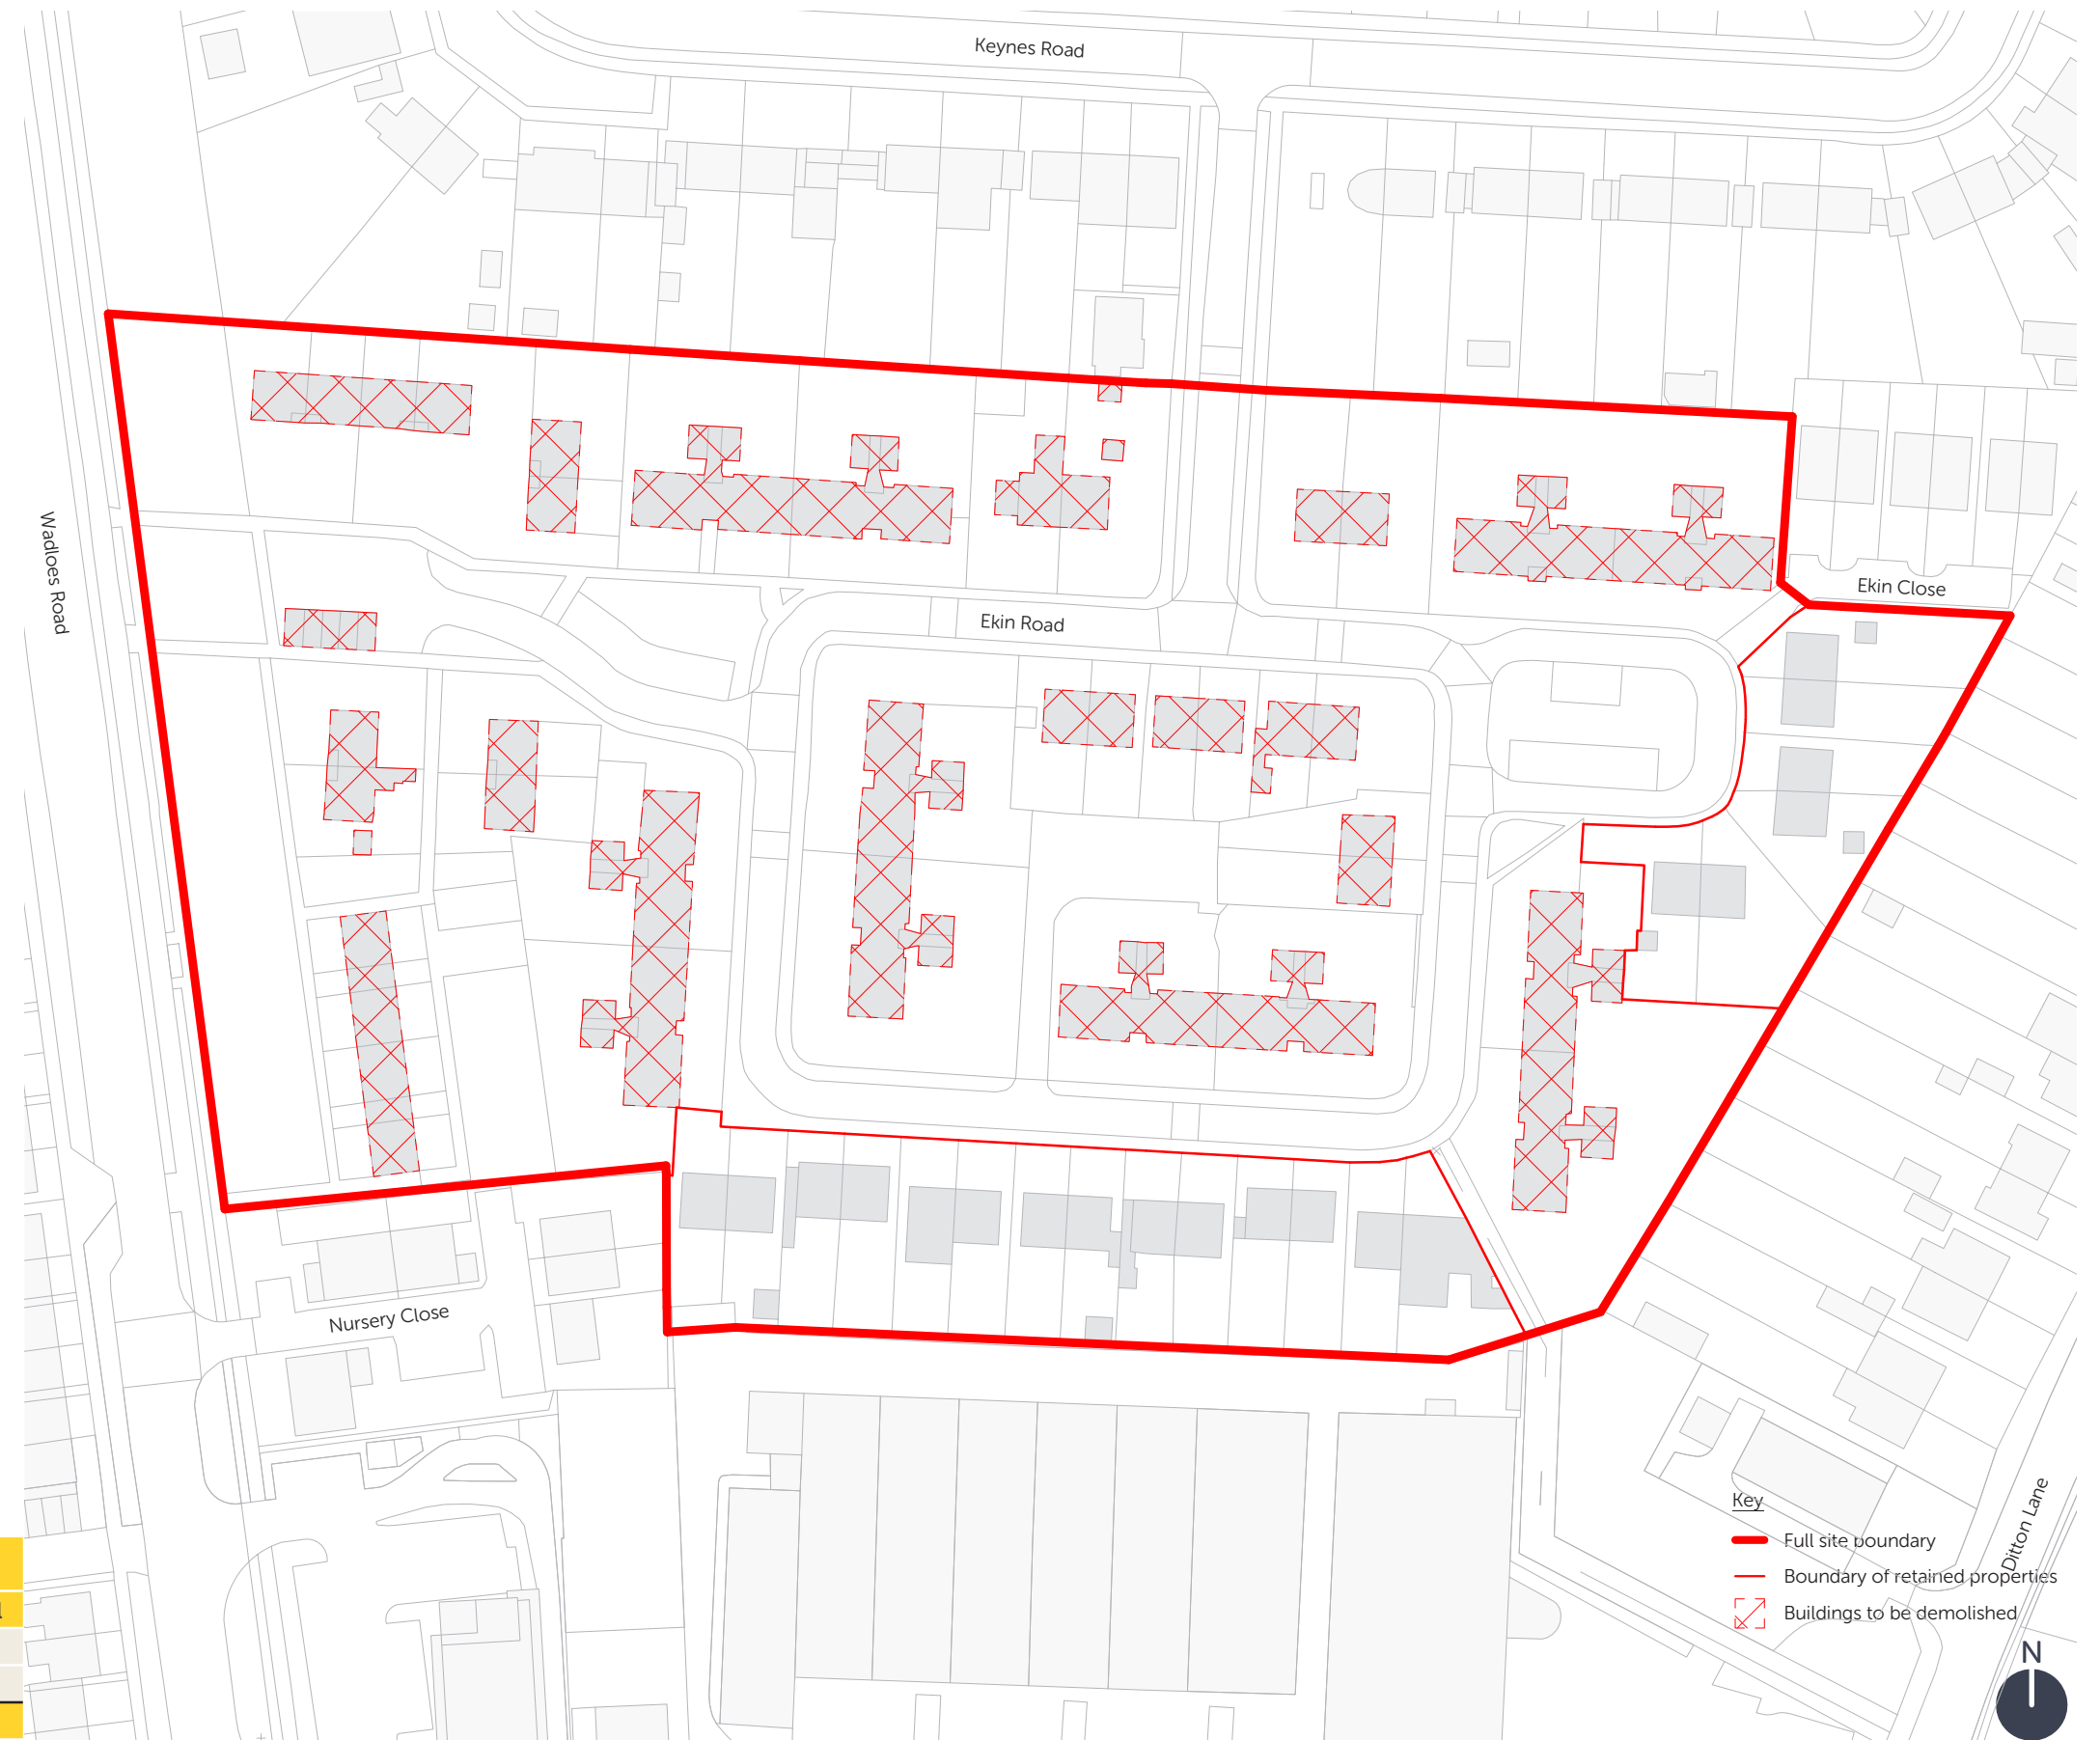 Keynes Road
Wadloes Road
Ekin Close
Ekin Road
Nursery Close
Ditton Lane
Key
Full site boundary
Boundary of retained properties
Buildings to be demolished
N